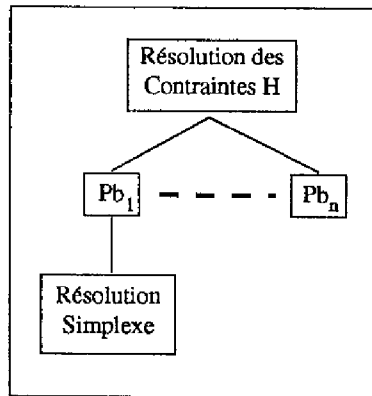 Résolution des
Contraintes H
Pb1
Pbn
Résolution
Simplexe